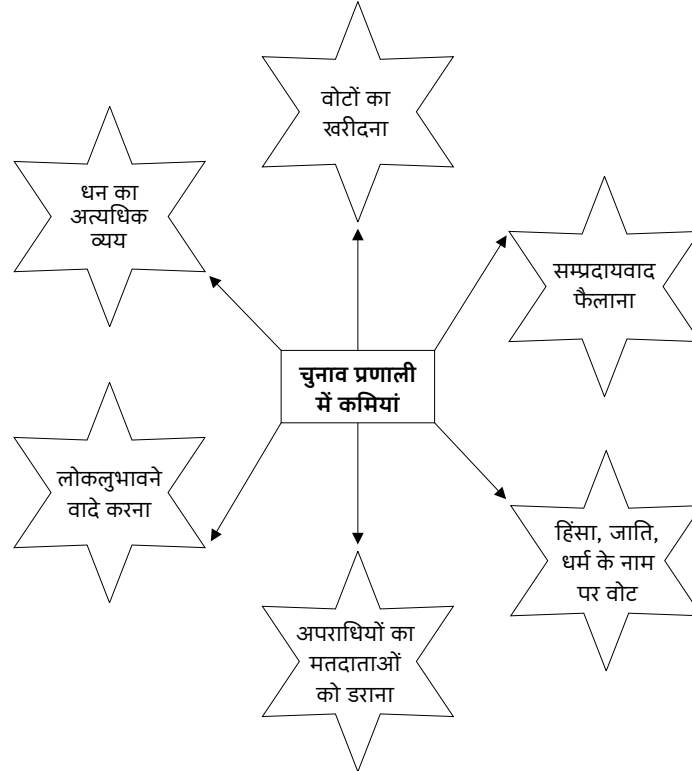 वोटों का
खरीदना
धन का
अत्यधिक
व्यय
सम्प्रदायवाद
फैलाना
चुनाव प्रणाली
में कमियां
लोकलुभावने
वादे करना
हिंसा, जाति,
धर्म के नाम
पर वोट
अपराधियों का
मतदाताओं
को डराना